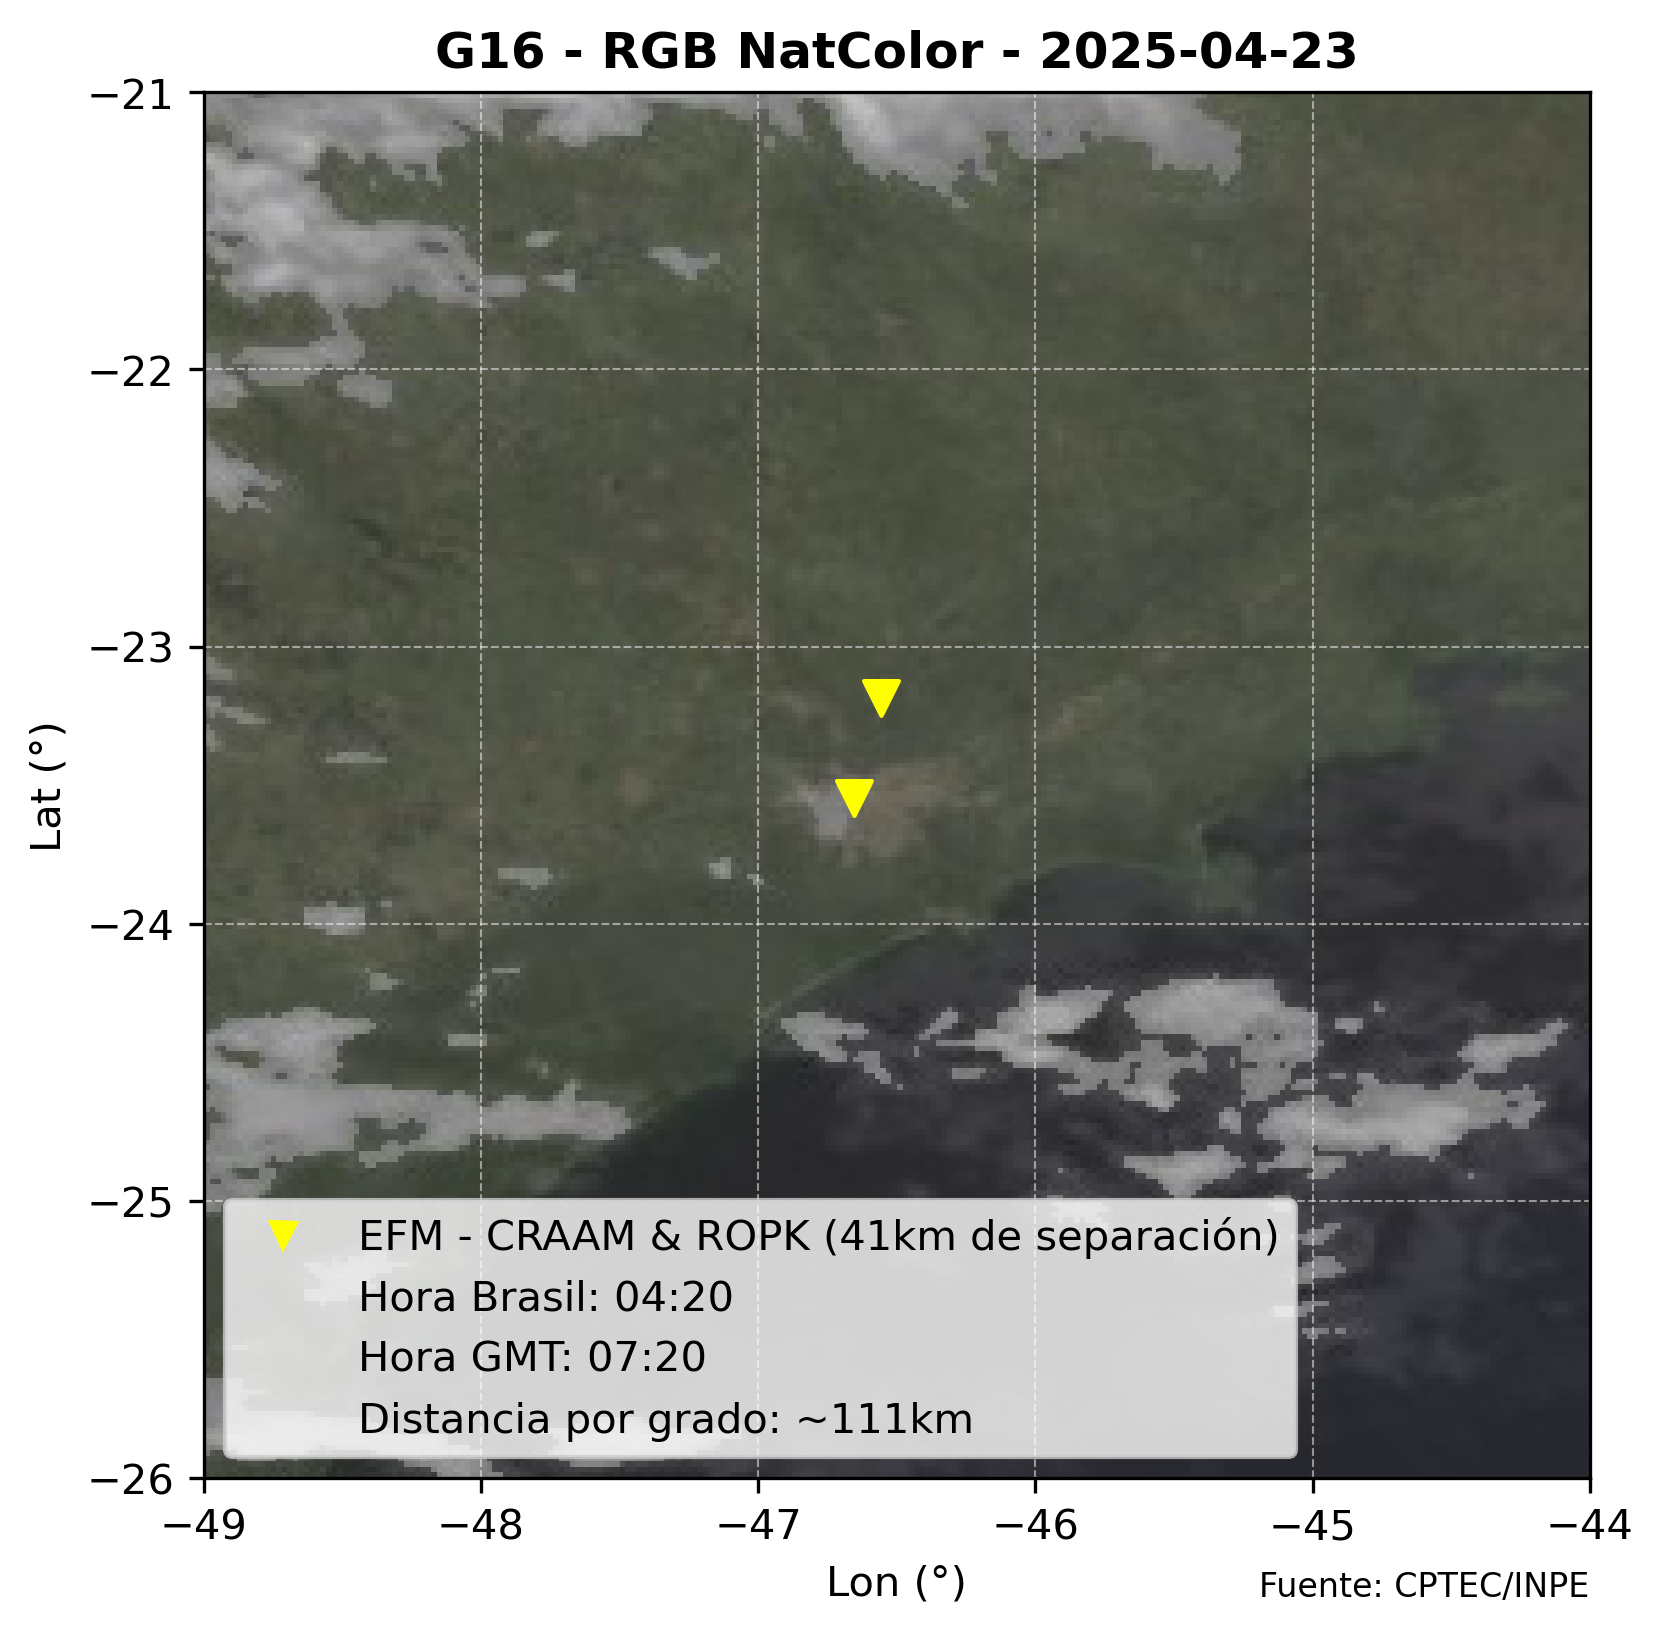 G16 - RGB NatColor - 2025-04-23
−21
−22
−23
−24
−25
−26
Lat (°)
EFM - CRAAM & ROPK (41km de separación)
Hora Brasil: 04:20
Hora GMT: 07:20
Distancia por grado: ~111km
−49 −48 −47 −46 −45 −44
Lon (°)
Fuente: CPTEC/INPE